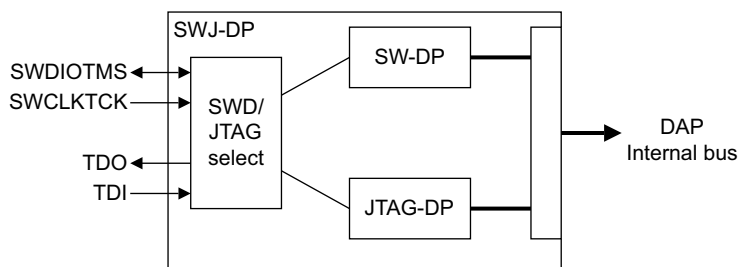 SWJ-DP
SWDIOTMS
SWCLKTCK
TDO
TDI
SWD/
JTAG
select
SW-DP
JTAG-DP
DAP
Internal bus